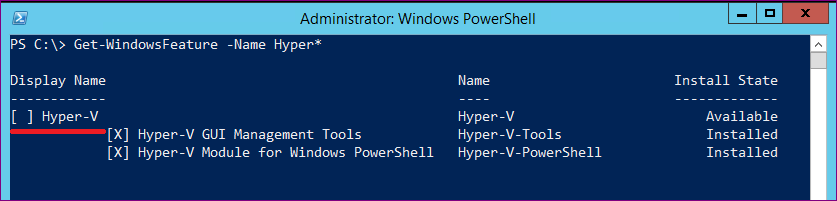 Administrator: Windows PowerShell
PS C:\> Get-WindowsFeature -Name Hyper*
Display Name Name Install State
------------ ---- -------------
[ ] Hyper-V Hyper-V Available
[X] Hyper-V GUI Management Tools Hyper-V-Tools Installed
[X] Hyper-V Module for Windows PowerShell Hyper-V-PowerShell Installed